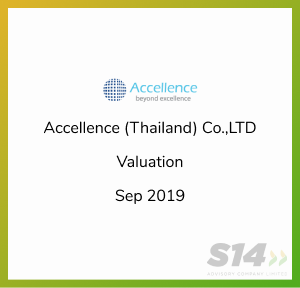 Accellence
beyond excellence
Accellence (Thailand) Co.,LTD
Valuation
Sep 2019
S14
ADVISORY COMPANY LIMITED